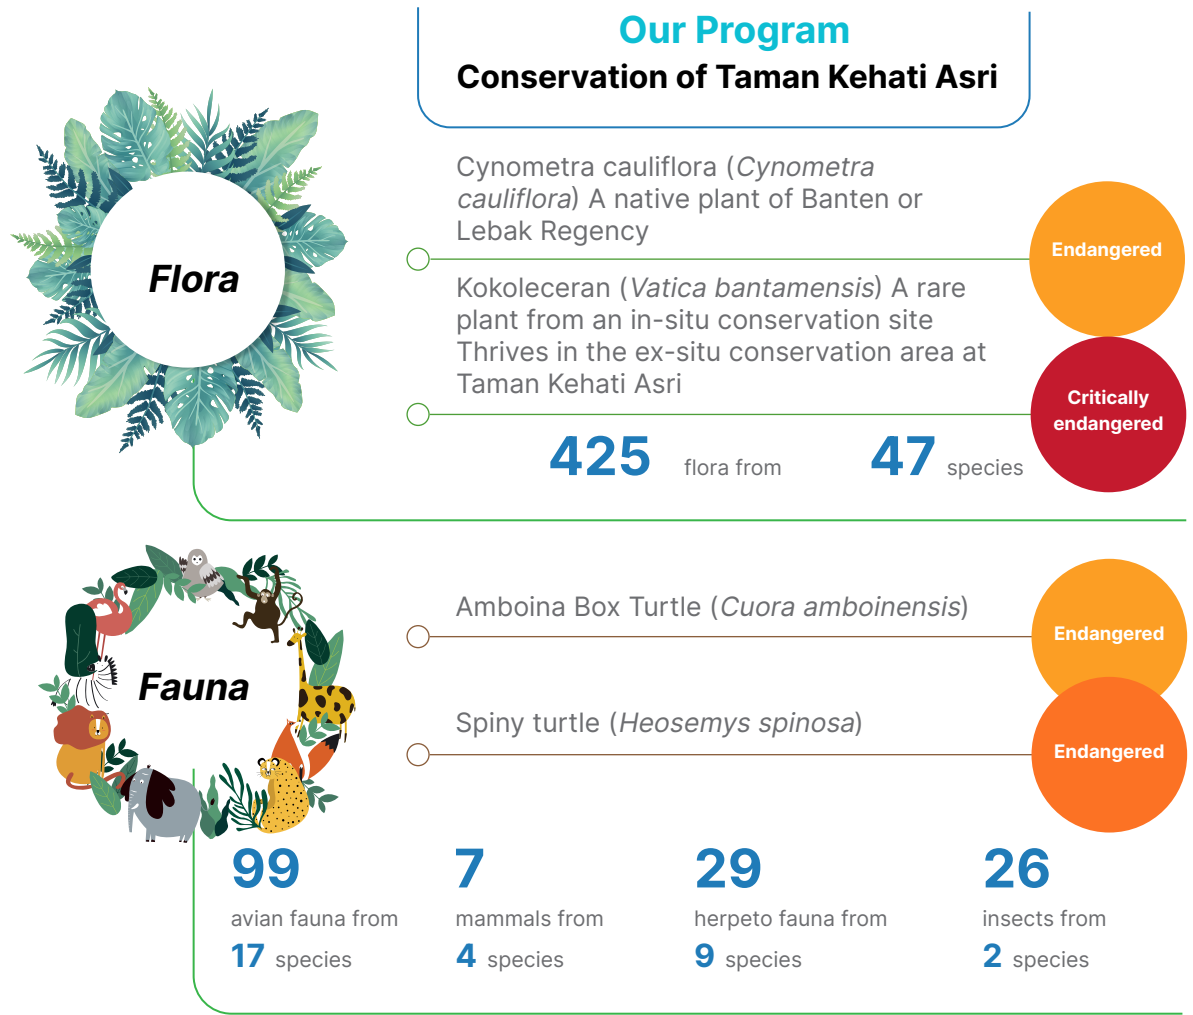 Our Program
Conservation of Taman Kehati Asri
Flora
Cynometra cauliflora (Cynometra
cauliflora) A native plant of Banten or
Lebak Regency
Endangered
Kokoleceran (Vatica bantamensis) A rare
plant from an in-situ conservation site
Thrives in the ex-situ conservation area at
Taman Kehati Asri
Critically
endangered
425 flora from 47 species
Fauna
Amboina Box Turtle (Cuora amboinensis)
Endangered
Spiny turtle (Heosemys spinosa)
Endangered
99
avian fauna from
17 species
7
mammals from
4 species
29
herpeto fauna from
9 species
26
insects from
2 species